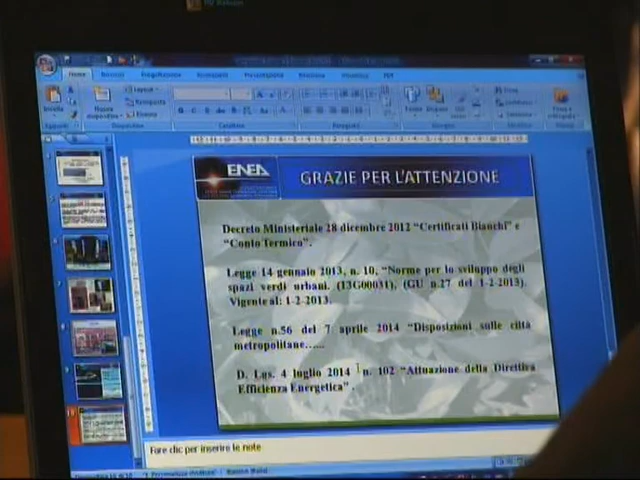 Home
Layout
Reimposta
Elimina
ENEA
GRAZIE PER L'ATTENZIONE
Decreto Ministeriale 28 dicembre 2012 "Certificati Bianchi" e
"Conto Termico".
Legge 14 gennaio 2013, n. 10, "Norme per lo sviluppo degli
spazi verdi urbani. (13G00031), (GU n.27 del 1-2-2013).
Vigente al: 1-2-2013.
Legge n.56 del 7 aprile 2014 "Disposizioni sulle città
metropolitane.....
D. Lgs. 4 luglio 2014 n. 102 "Attuazione della Direttiva
Efficienza Energetica" .
Fare clic per inserire le note